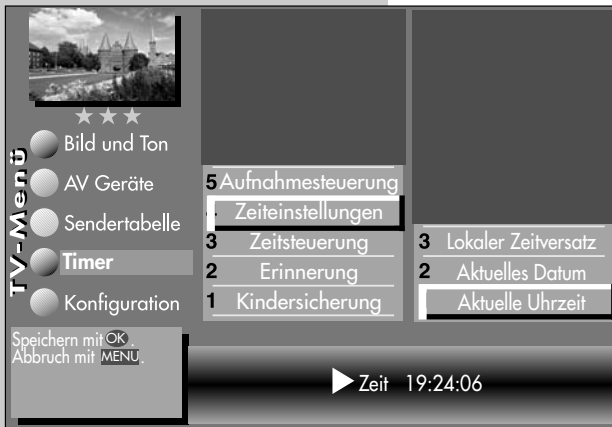 TV-Menü
Bild und Ton
AV Geräte
Sendertabelle
Timer
Konfiguration
5 Aufnahmesteuerung
Zeiteinstellungen
3 Zeitsteuerung
2 Erinnerung
1 Kindersicherung
3 Lokaler Zeitversatz
2 Aktuelles Datum
Aktuelle Uhrzeit
Speichern mit OK .
Abbruch mit MENU .
Zeit 19:24:06